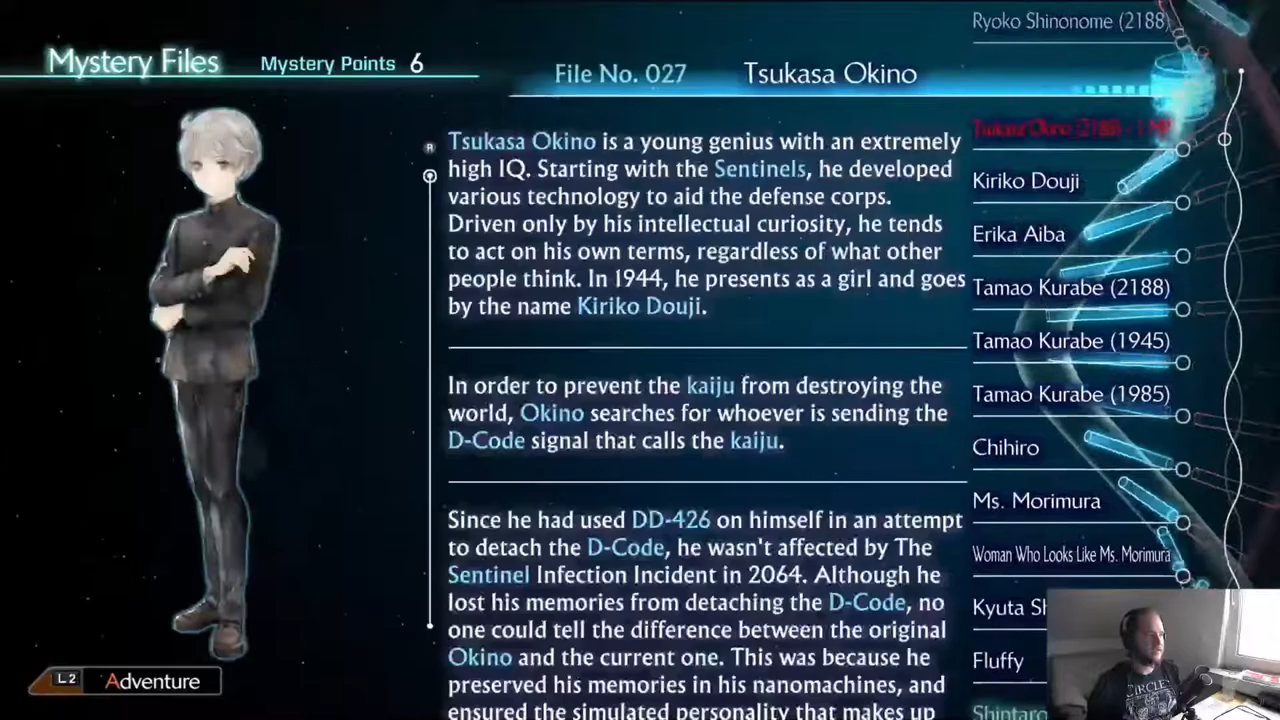 Mystery Files
Mystery Points 6
File No. 027 Tsukasa Okino
Tsukasa Okino is a young genius with an extremely
high IQ. Starting with the Sentinels, he developed
various technology to aid the defense corps.
Driven only by his intellectual curiosity, he tends
to act on his own terms, regardless of what other
people think. In 1944, he presents as a girl and goes
by the name Kiriko Douji.
In order to prevent the kaiju from destroying the
world, Okino searches for whoever is sending the
D-Code signal that calls the kaiju.
Since he had used DD-426 on himself in an attempt
to detach the D-Code, he wasn't affected by The
Sentinel Infection Incident in 2064. Although he
lost his memories from detaching the D-Code, no
one could tell the difference between the original
Okino and the current one. This was because he
preserved his memories in his nanomachines, and
ensured the simulated personality that makes up
Ryoko Shinonome (2188)
Tsukasa Okino (2188) - 1 MP
Kiriko Douji
Erika Aiba
Tamao Kurabe (2188)
Tamao Kurabe (1945)
Tamao Kurabe (1985)
Chihiro
Ms. Morimura
Woman Who Looks Like Ms. Morimura
Kyuta Sh
Fluffy
Shintaro
L2 Adventure
CIRCLE